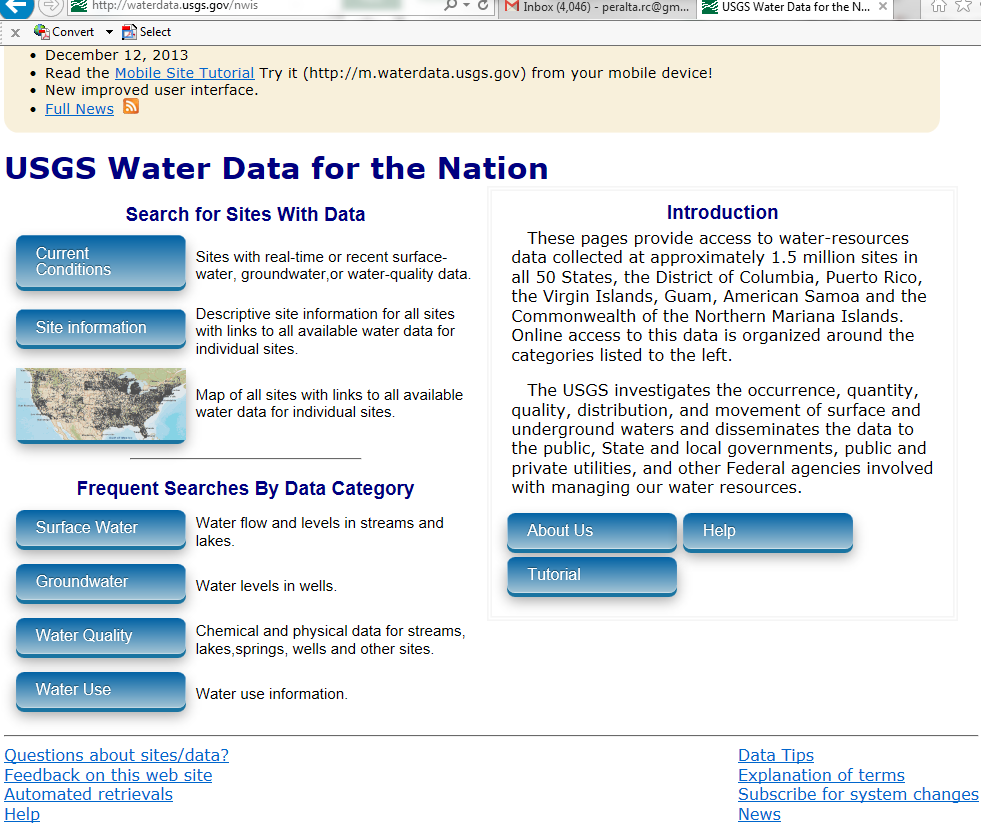 http://waterdata.usgs.gov/nwis
Inbox (4,046) - peralta.rc@gm...
USGS Water Data for the N...
x Convert Select
December 12, 2013
Read the Mobile Site Tutorial Try it (http://m.waterdata.usgs.gov) from your mobile device!
New improved user interface.
Full News
USGS Water Data for the Nation
Search for Sites With Data
Current
Conditions
Sites with real-time or recent surface-
water, groundwater,or water-quality data.
Site information
Descriptive site information for all sites
with links to all available water data for
individual sites.
Map of all sites with links to all available
water data for individual sites.
Frequent Searches By Data Category
Surface Water
Water flow and levels in streams and
lakes.
Groundwater
Water levels in wells.
Water Quality
Chemical and physical data for streams,
lakes,springs, wells and other sites.
Water Use
Water use information.
Introduction
These pages provide access to water-resources
data collected at approximately 1.5 million sites in
all 50 States, the District of Columbia, Puerto Rico,
the Virgin Islands, Guam, American Samoa and the
Commonwealth of the Northern Mariana Islands.
Online access to this data is organized around the
categories listed to the left.
The USGS investigates the occurrence, quantity,
quality, distribution, and movement of surface and
underground waters and disseminates the data to
the public, State and local governments, public and
private utilities, and other Federal agencies involved
with managing our water resources.
About Us
Help
Tutorial
Questions about sites/data?
Feedback on this web site
Automated retrievals
Help
Data Tips
Explanation of terms
Subscribe for system changes
News